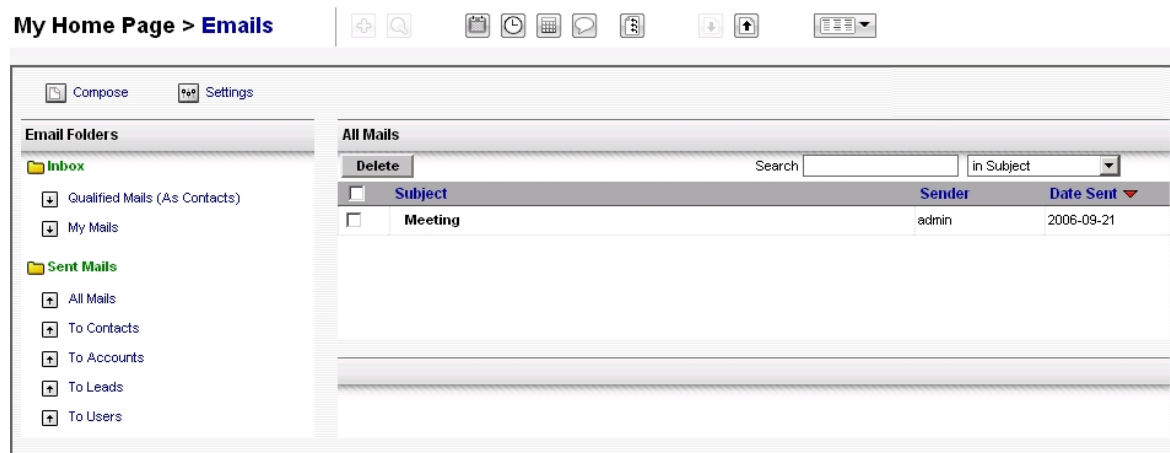 My Home Page > Emails
Compose Settings
Email Folders
Inbox
Qualified Mails (As Contacts)
My Mails
Sent Mails
All Mails
To Contacts
To Accounts
To Leads
To Users
All Mails
Delete Search in Subject
Subject Sender Date Sent
Meeting admin 2006-09-21